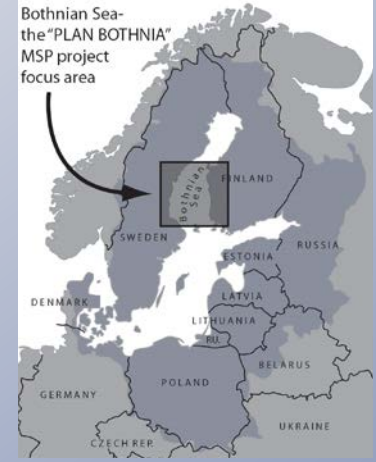 Bothnian Sea-
the “PLAN BOTHNIA”
MSP project
focus area
Bothnian
Sea
FINLAND
SWEDEN
RUSSIA
ESTONIA
LATVIA
DENMARK
LITHUANIA
RU.
BELARUS
POLAND
GERMANY
UKRAINE
CZECH REP.